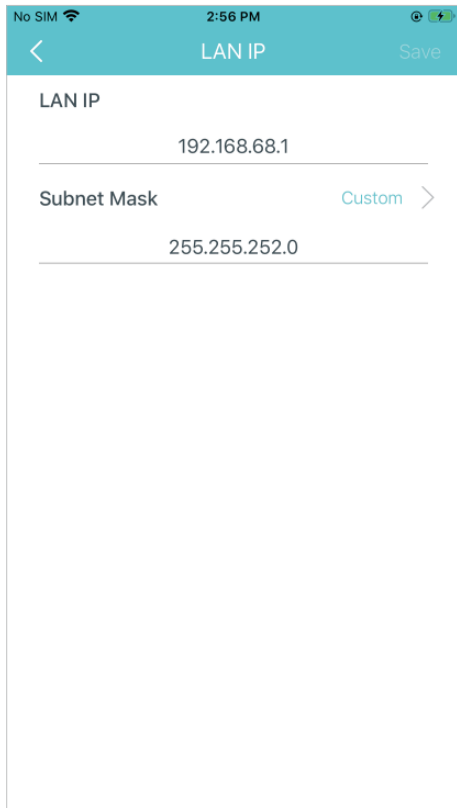 No SIM 2:56 PM
LAN IP Save
LAN IP
192.168.68.1
Subnet Mask Custom
255.255.252.0